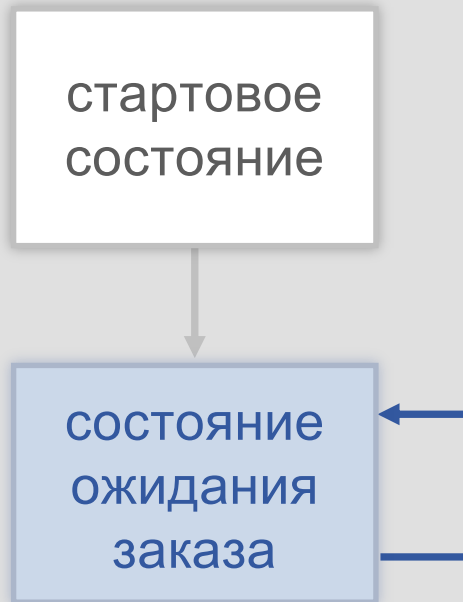 стартовое
состояние
состояние
ожидания
заказа